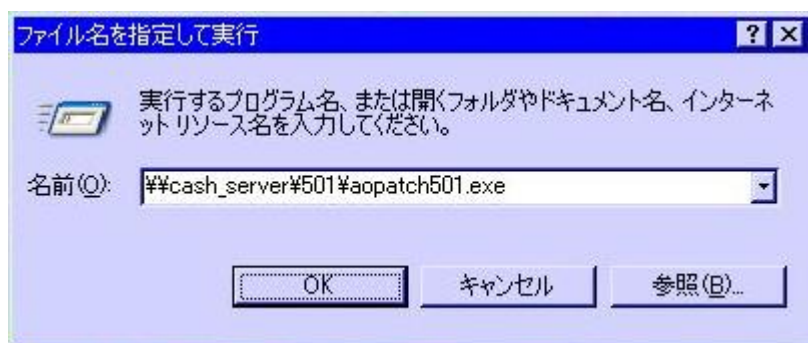 ファイル名を指定して実行
実行するプログラム名、または開くフォルダやドキュメント名、インターネ
ット リソース名を入力してください。
名前(O):
¥¥cash_server¥501¥aopatch501.exe
OK
キャンセル
参照(B)...